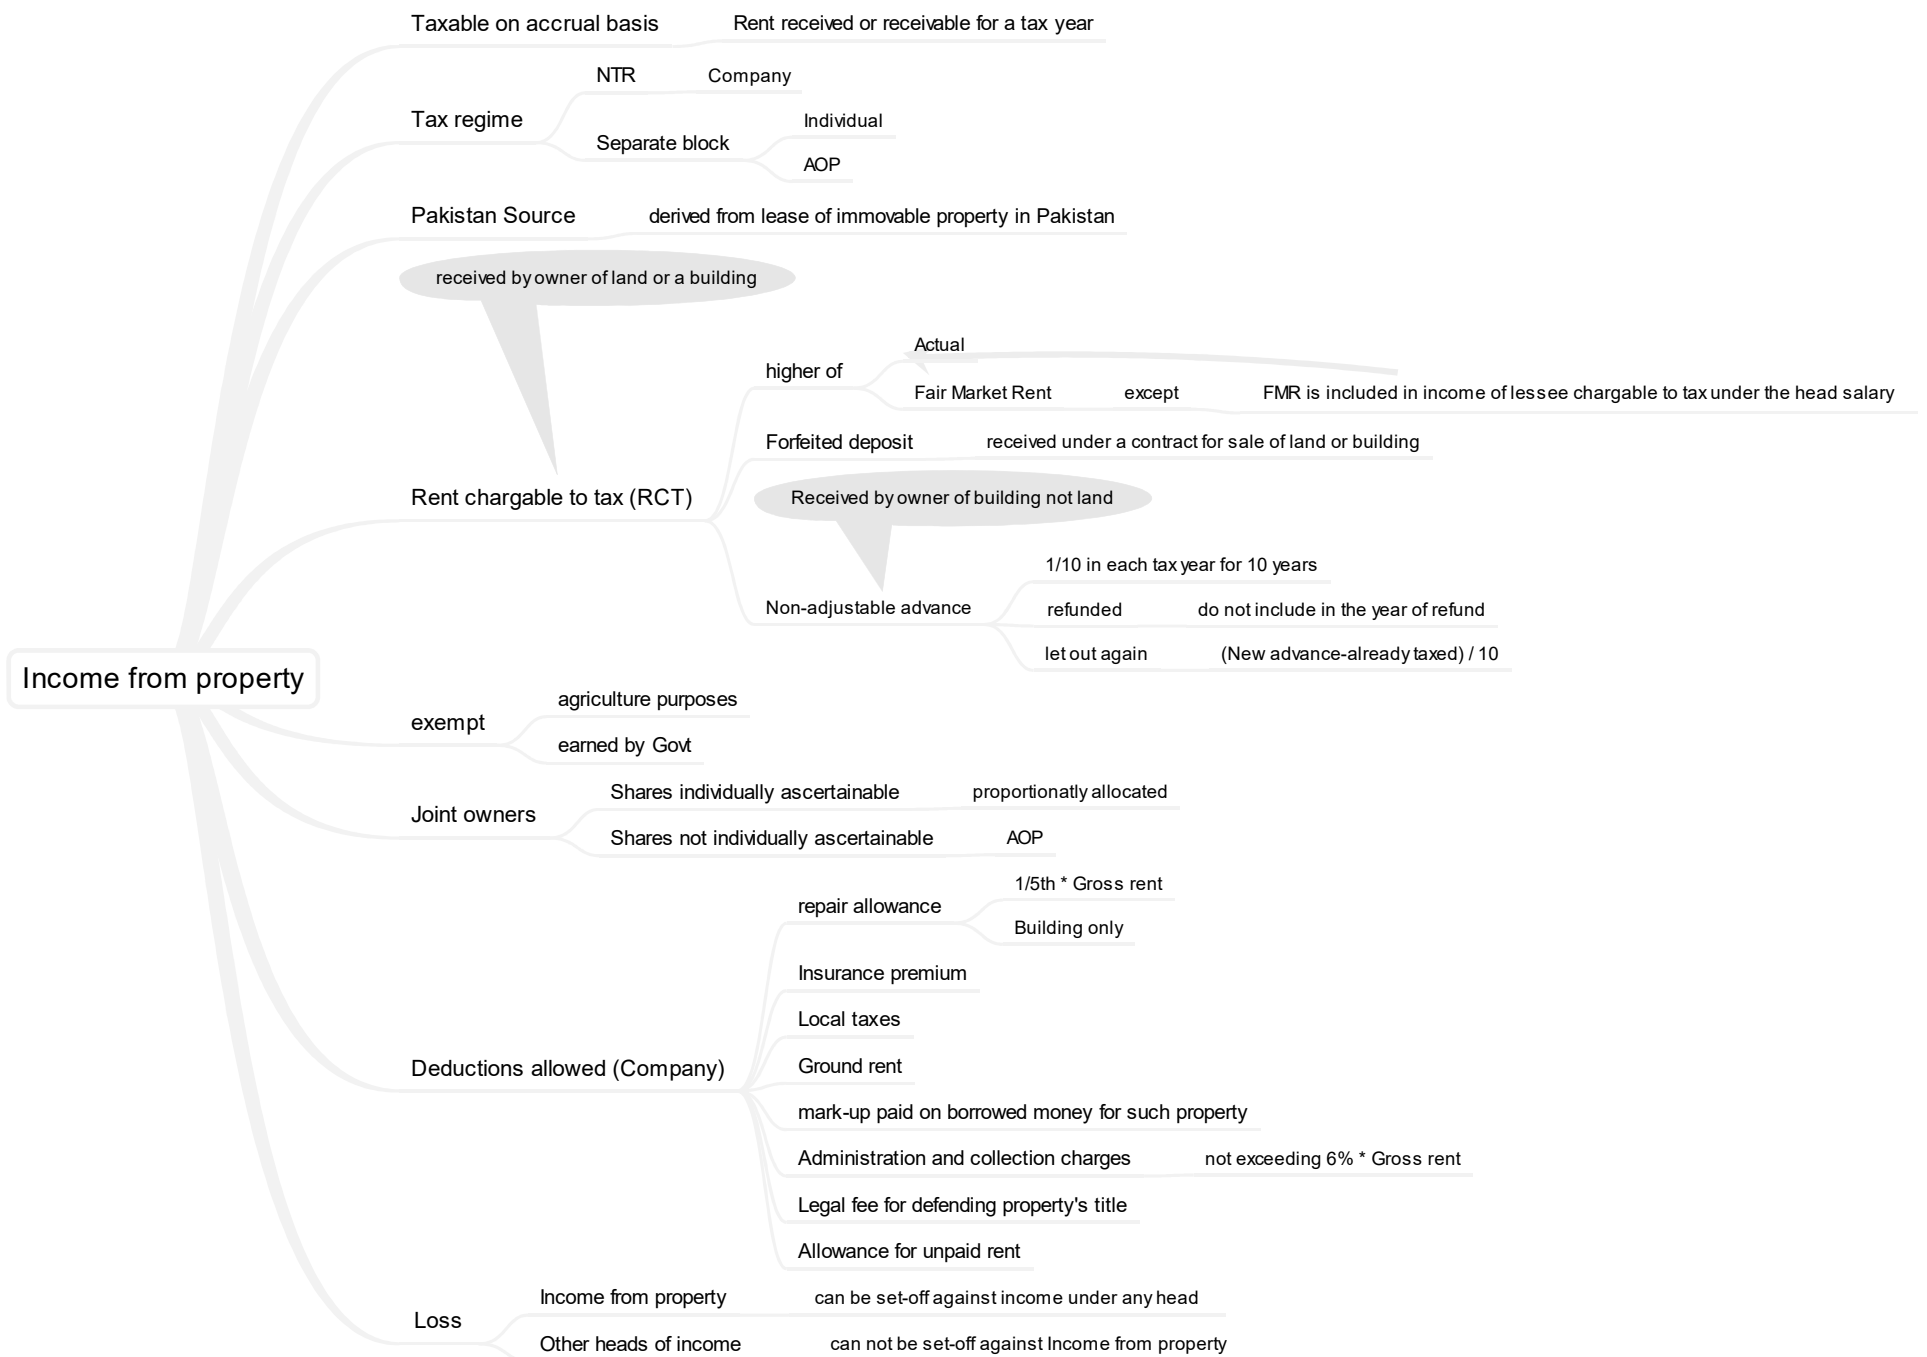 Taxable on accrual basis
Rent received or receivable for a tax year
NTR
Company
Tax regime
Individual
Separate block
AOP
Pakistan Source
derived from lease of immovable property in Pakistan
received by owner of land or a building
Actual
higher of
Fair Market Rent
except
FMR is included in income of lessee chargable to tax under the head salary
Forfeited deposit
received under a contract for sale of land or building
Rent chargable to tax (RCT)
Received by owner of building not land
1/10 in each tax year for 10 years
Non-adjustable advance
refunded
do not include in the year of refund
let out again
(New advance-already taxed) / 10
Income from property
agriculture purposes
exempt
earned by Govt
Shares individually ascertainable
proportionatly allocated
Joint owners
Shares not individually ascertainable
AOP
1/5th * Gross rent
repair allowance
Building only
Insurance premium
Local taxes
Ground rent
Deductions allowed (Company)
mark-up paid on borrowed money for such property
Administration and collection charges
not exceeding 6% * Gross rent
Legal fee for defending property's title
Allowance for unpaid rent
Income from property
can be set-off against income under any head
Loss
Other heads of income
can not be set-off against Income from property